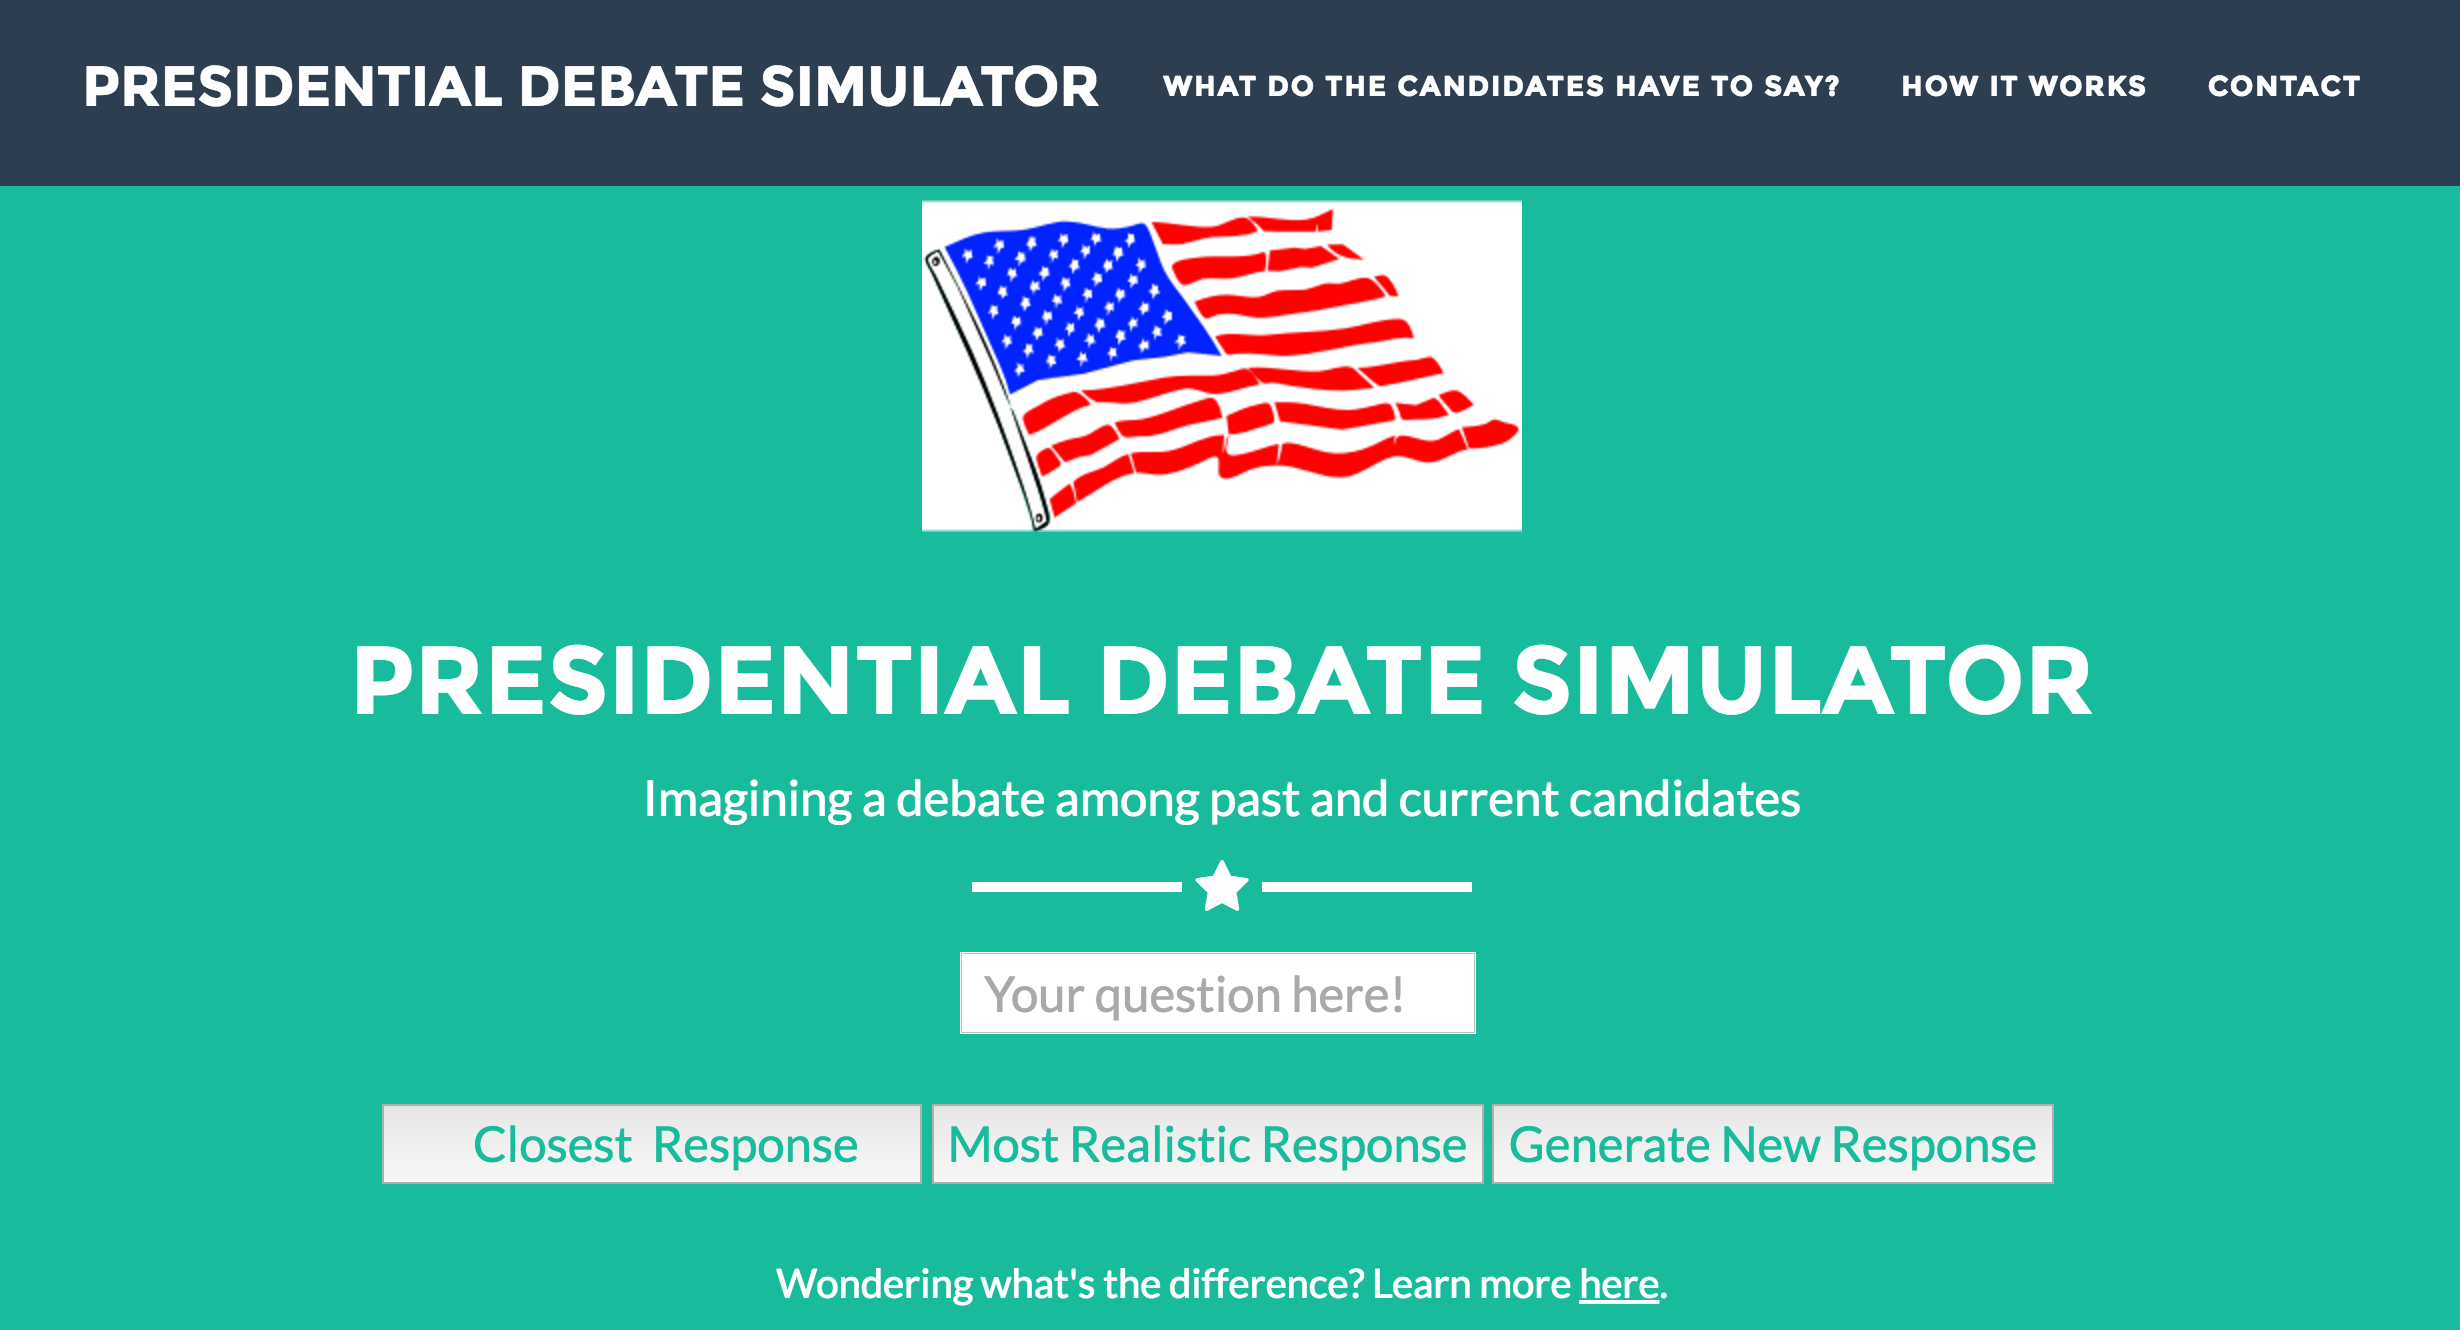 PRESIDENTIAL DEBATE SIMULATOR
WHAT DO THE CANDIDATES HAVE TO SAY?
HOW IT WORKS
CONTACT
PRESIDENTIAL DEBATE SIMULATOR
Imagining a debate among past and current candidates
Your question here!
Closest  Response
Most Realistic Response
Generate New Response
Wondering what's the difference? Learn more here.